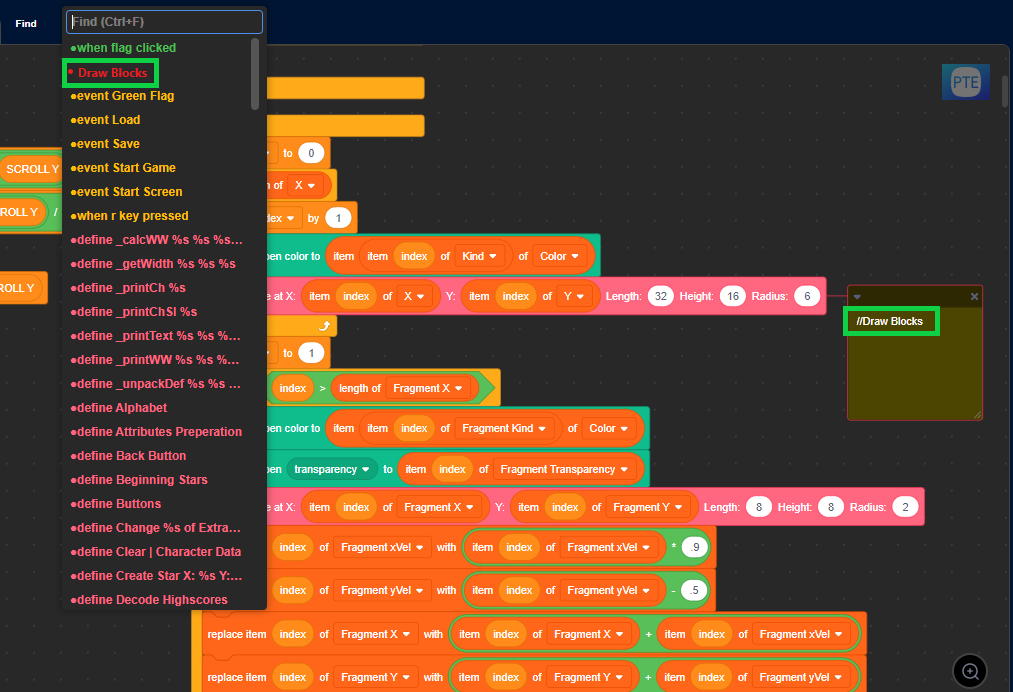 Find
Find (Ctrl+F)
•when flag clicked
• Draw Blocks
•event Green Flag
•event Load
•event Save
•event Start Game
•event Start Screen
•when r key pressed
•define _calcWW %s %s %s...
•define _getWidth %s %s %s
•define _printCh %s
•define _printChSl %s
•define _printText %s %s %...
•define _printWW %s %s %...
•define _unpackDef %s %s ...
•define Alphabet
•define Attributes Preperation
•define Back Button
•define Beginning Stars
•define Buttons
•define Change %s of Extra...
•define Clear | Character Data
•define Create Star X: %s Y:...
•define Decode Highscores
SCROLL Y
ROLL Y /
ROLL Y
PTE
to 0
of X
dex by 1
color to item item index of Kind of Color
at X: item index of X Y: item index of Y Length: 32 Height: 16 Radius: 6
//Draw Blocks
to 1
index > length of Fragment X
color to item item index of Fragment Kind of Color
transparency to item index of Fragment Transparency
at X: item index of Fragment X Y: item index of Fragment Y Length: 8 Height: 8 Radius: 2
index of Fragment xVel with item index of Fragment xVel * .9
index of Fragment yVel with item index of Fragment yVel - .5
replace item index of Fragment X with item index of Fragment X + item index of Fragment xVel
replace item index of Fragment Y with item index of Fragment Y + item index of Fragment yVel